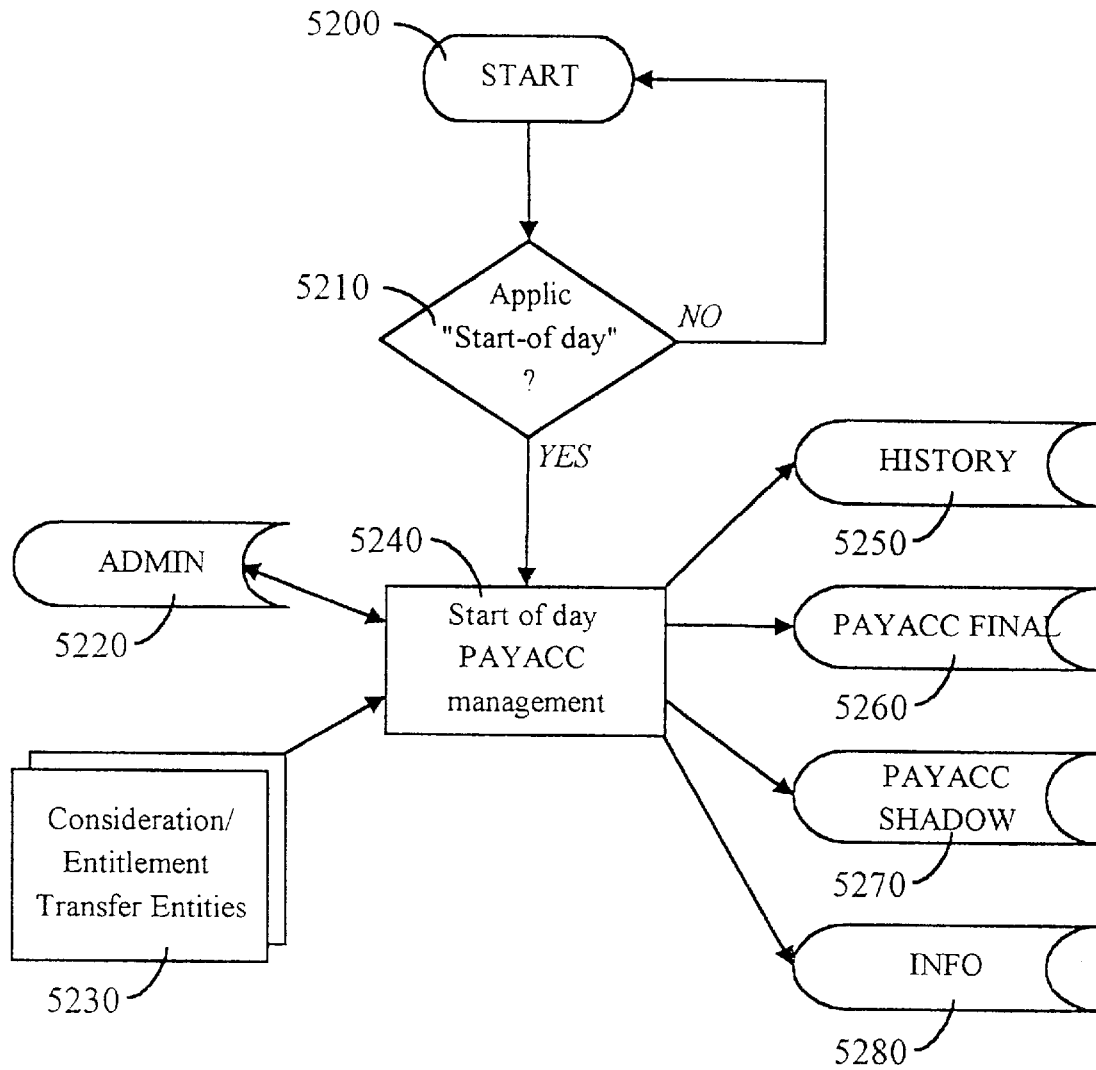 5200
START
5210
Applic
"Start-of day"
?
NO
YES
HISTORY
5250
ADMIN
5220
5240
Start of day
PAYACC
management
PAYACC FINAL
5260
Consideration/
Entitlement
Transfer Entities
5230
PAYACC
SHADOW
5270
INFO
5280